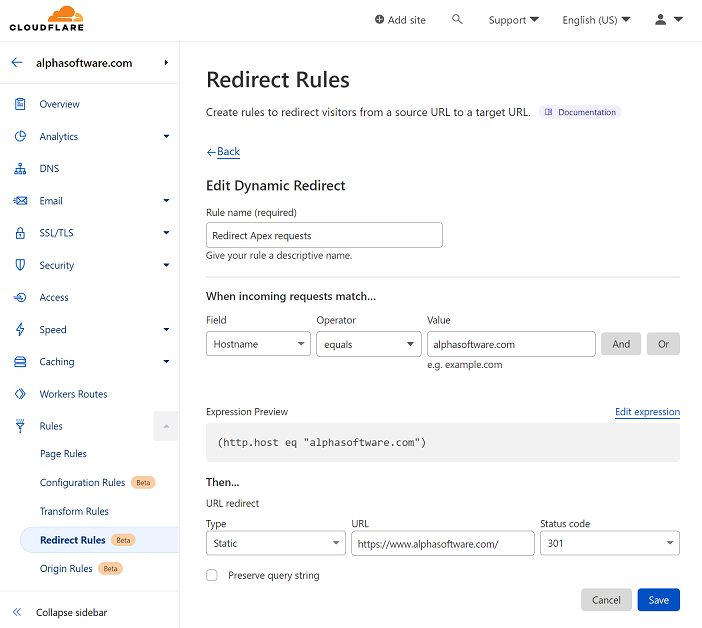 CLOUDFLARE
Add site
Support
English (US)
alphasoftware.com
Overview
Analytics
DNS
Email
SSL/TLS
Security
Access
Speed
Caching
Workers Routes
Rules
Page Rules
Configuration Rules Beta
Transform Rules
Redirect Rules Beta
Origin Rules Beta
Collapse sidebar
Redirect Rules
Create rules to redirect visitors from a source URL to a target URL. Documentation
Back
Edit Dynamic Redirect
Rule name (required)
Redirect Apex requests
Give your rule a descriptive name.
When incoming requests match...
Field Operator Value
Hostname equals alphasoftware.com And Or
e.g. example.com
Expression Preview Edit expression
(http.host eq "alphasoftware.com")
Then...
URL redirect
Type URL Status code
Static https://www.alphasoftware.com/ 301
Preserve query string
Cancel Save